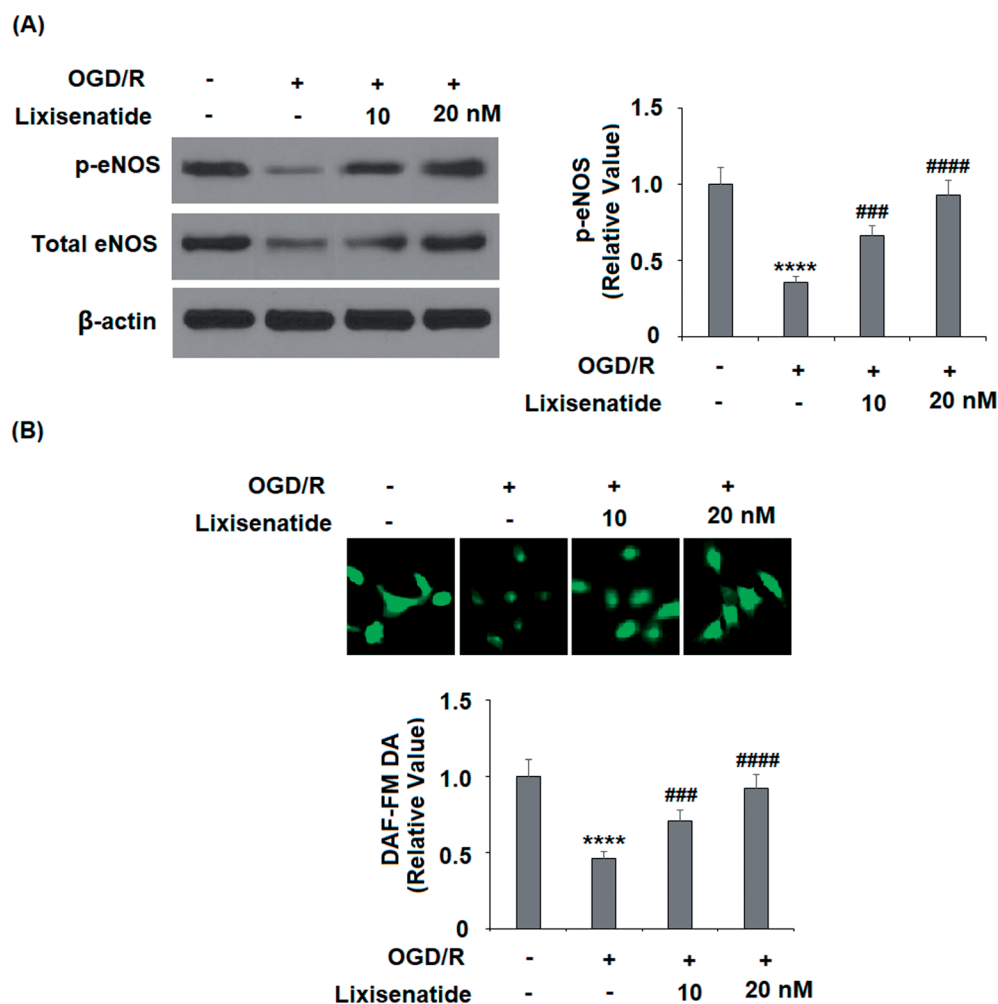 (A)
OGD/R - + + +
Lixisenatide - - 10 20 nM
p-eNOS
Total eNOS
β-actin
p-eNOS
(Relative Value)
1.5
1.0
0.5
0
****
###
####
OGD/R - + + +
Lixisenatide - - 10 20 nM
(B)
OGD/R - + + +
Lixisenatide - - 10 20 nM
DAF-FM DA
(Relative Value)
1.5
1.0
0.5
0
****
###
####
OGD/R - + + +
Lixisenatide - - 10 20 nM